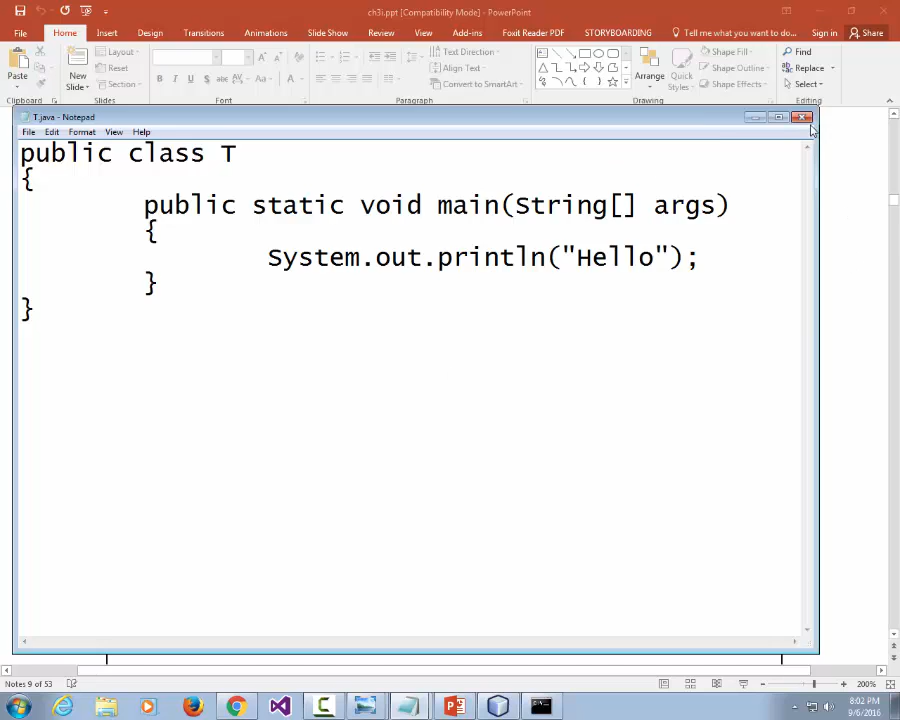 ch3i.ppt [Compatibility Mode] - PowerPoint
File Home Insert Design Transitions Animations Slide Show Review View Foxit Reader PDF Add-ins STORYBOARDING Tell me what you want to do... Sign in Share
Paste
New Slide
Layout
Reset
Section
B I U S abc AV Aa A
Text Direction
Align Text
Convert to SmartArt
Arrange
Quick Styles
Shape Fill
Shape Outline
Shape Effects
Find
Replace
Select
Clipboard Slides Font Paragraph Drawing Editing
T.java - Notepad
File Edit Format View Help
public class T
{
public static void main(String[] args)
{
System.out.println("Hello");
}
}
Notes 9 of 53
200%
8:02 PM
9/6/2016